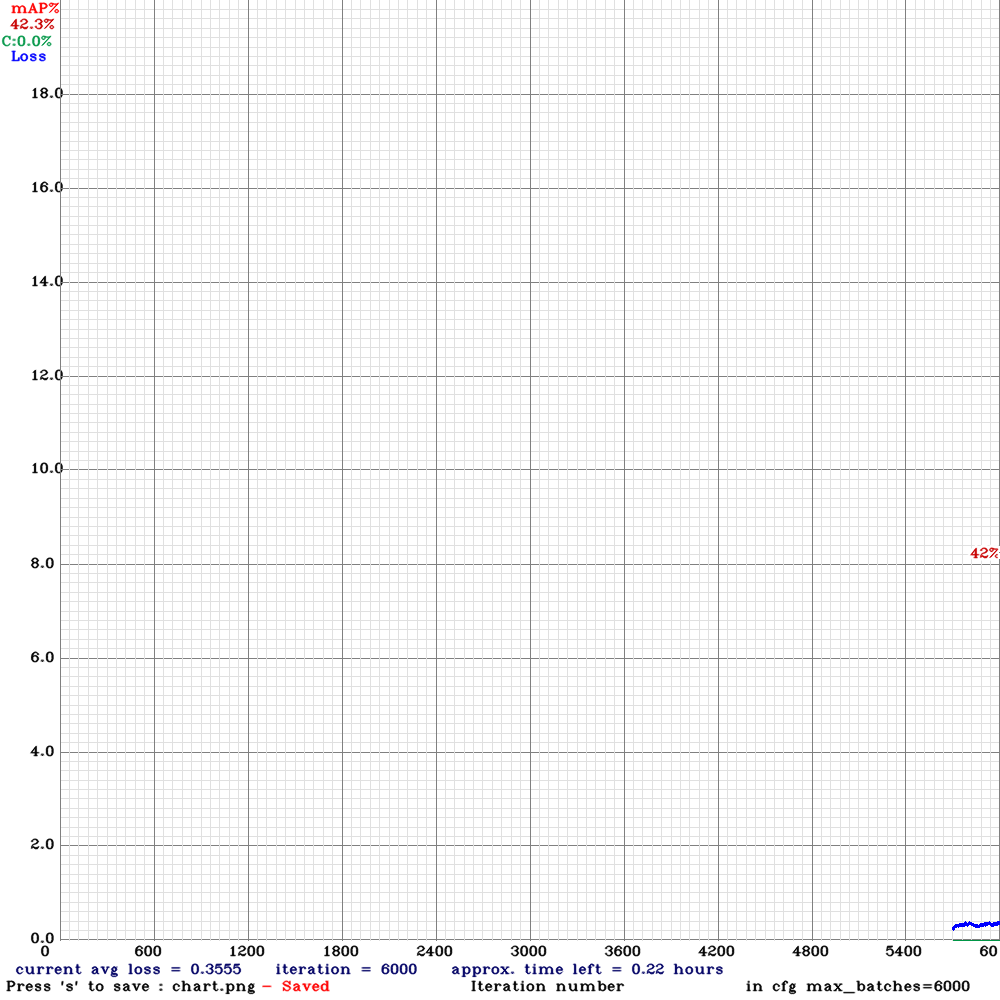 mAP%
42.3%
C:0.0%
Loss
18.0
16.0
14.0
12.0
10.0
42%
8.0
6.0
4.0
2.0
0.0
0 600 1200 1800 2400 3000 3600 4200 4800 5400 60
current avg loss = 0.3555 iteration = 6000 approx. time left = 0.22 hours
Press 's' to save : chart.png - Saved Iteration number in cfg max_batches=6000